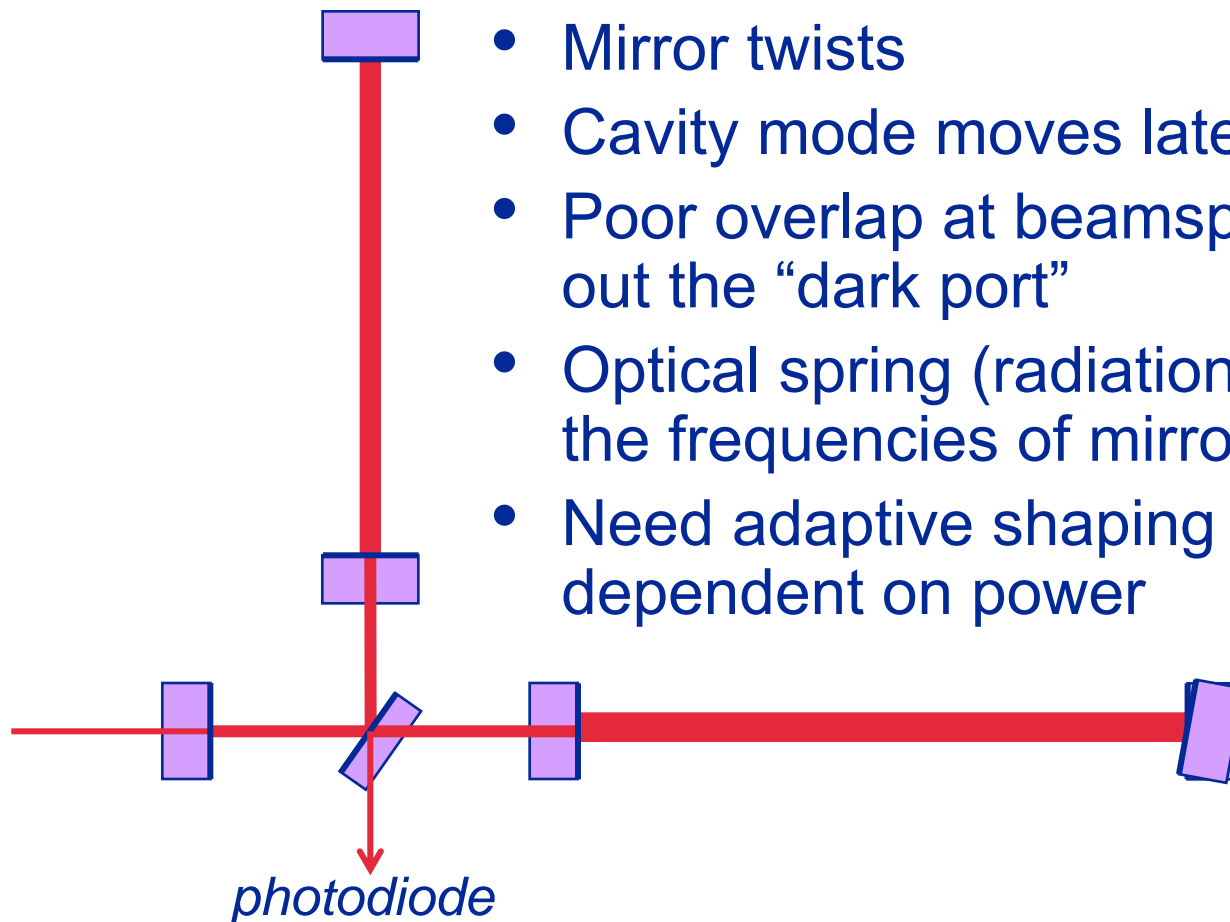 • Mirror twists
• Cavity mode moves late
• Poor overlap at beamsp
out the “dark port”
• Optical spring (radiation
the frequencies of mirro
• Need adaptive shaping
dependent on power
photodiode